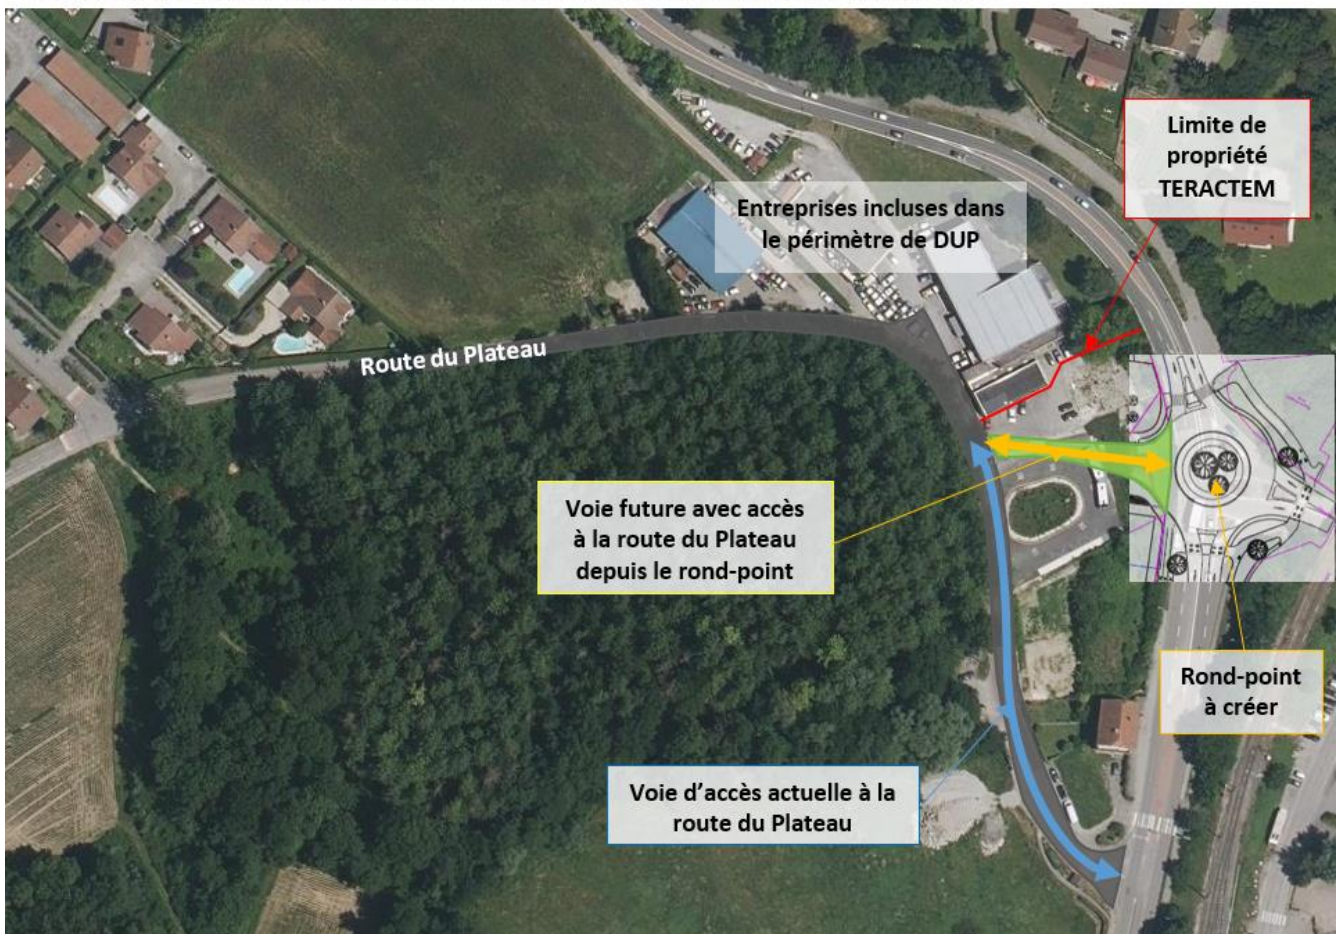 Limite de
propriété
TERACTEM
Entreprises incluses dans
le périmètre de DUP
Route du Plateau
Voie future avec accès
à la route du Plateau
depuis le rond-point
Rond-point
à créer
Voie d'accès actuelle à la
route du Plateau